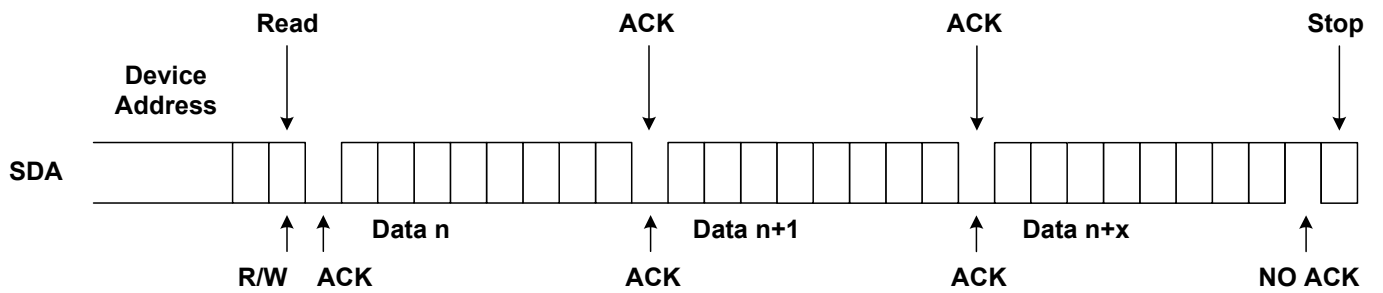 Read ACK ACK Stop
Device
Address
SDA
Data n Data n+1 Data n+x
R/W ACK ACK ACK NO ACK